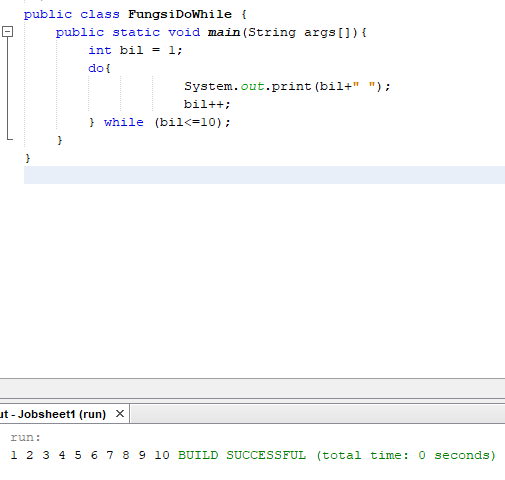 public class FungsiDoWhile {
public static void main(String args[]){
int bil = 1;
do{
System.out.print(bil+" ");
bil++;
} while (bil<=10);
}
}
ut - Jobsheet1 (run) ×
run:
1 2 3 4 5 6 7 8 9 10 BUILD SUCCESSFUL (total time: 0 seconds)